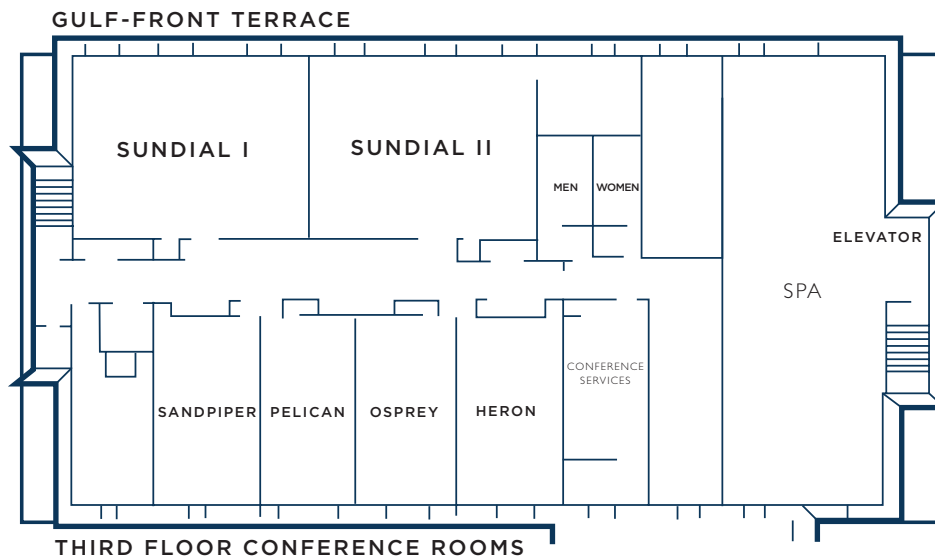 GULF-FRONT TERRACE
SUNDIAL I
SUNDIAL II
MEN
WOMEN
ELEVATOR
SPA
CONFERENCE
SERVICES
SANDPIPER
PELICAN
OSPREY
HERON
THIRD FLOOR CONFERENCE ROOMS